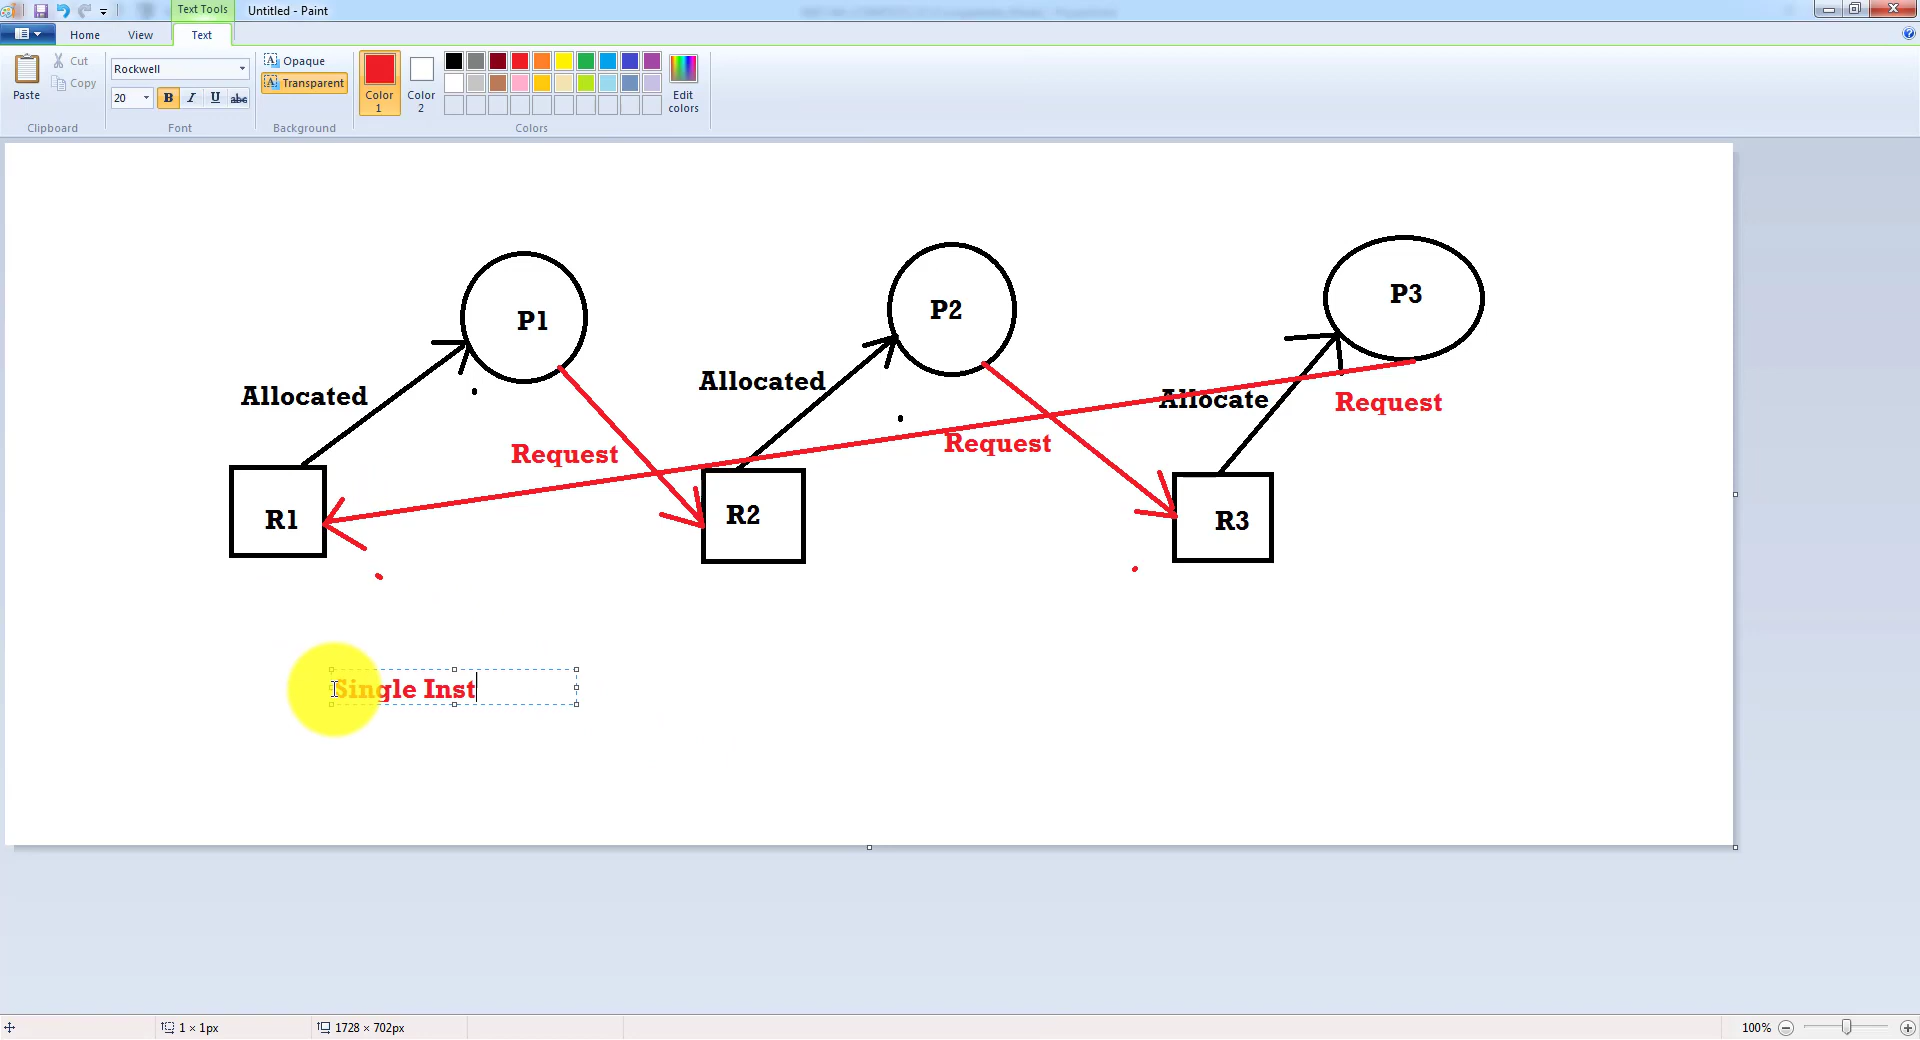 Text Tools
Untitled - Paint
Home
View
Text
Paste
Cut
Copy
Clipboard
Rockwell
20
B I U abc
Font
Opaque
Transparent
Background
Color 1
Color 2
Edit colors
Colors
P1
P2
P3
Allocated
Allocated
Allocate
Request
Request
Request
R1
R2
R3
Single Inst
1 × 1px
1728 × 702px
100%